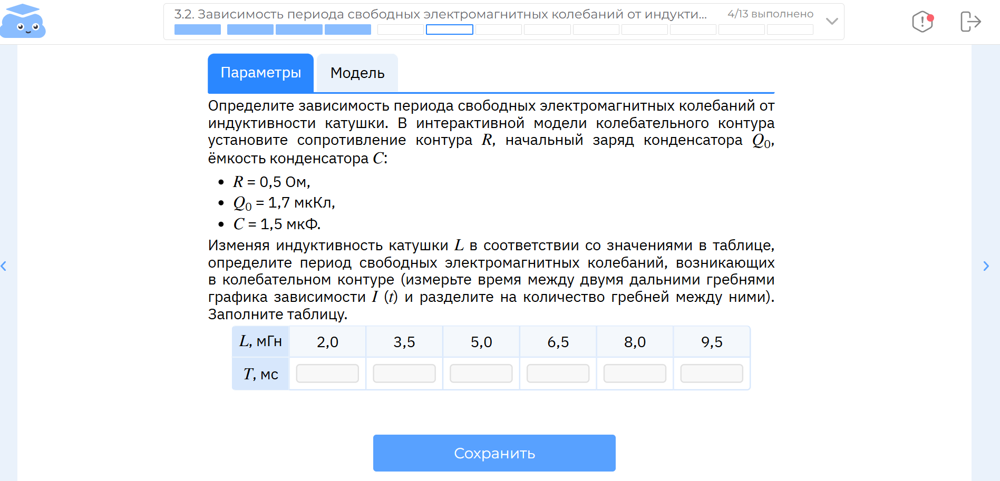 3.2. Зависимость периода свободных электромагнитных колебаний от индукти...
4/13 выполнено
Параметры
Модель
Определите зависимость периода свободных электромагнитных колебаний от
индуктивности катушки. В интерактивной модели колебательного контура
установите сопротивление контура R, начальный заряд конденсатора Q₀,
ёмкость конденсатора C:
• R = 0,5 Ом,
• Q₀ = 1,7 мкКл,
• C = 1,5 мкФ.
Изменяя индуктивность катушки L в соответствии со значениями в таблице,
определите период свободных электромагнитных колебаний, возникающих
в колебательном контуре (измерьте время между двумя дальними гребнями
графика зависимости I (t) и разделите на количество гребней между ними).
Заполните таблицу.
L, мГн 2,0 3,5 5,0 6,5 8,0 9,5
T, мс
Сохранить